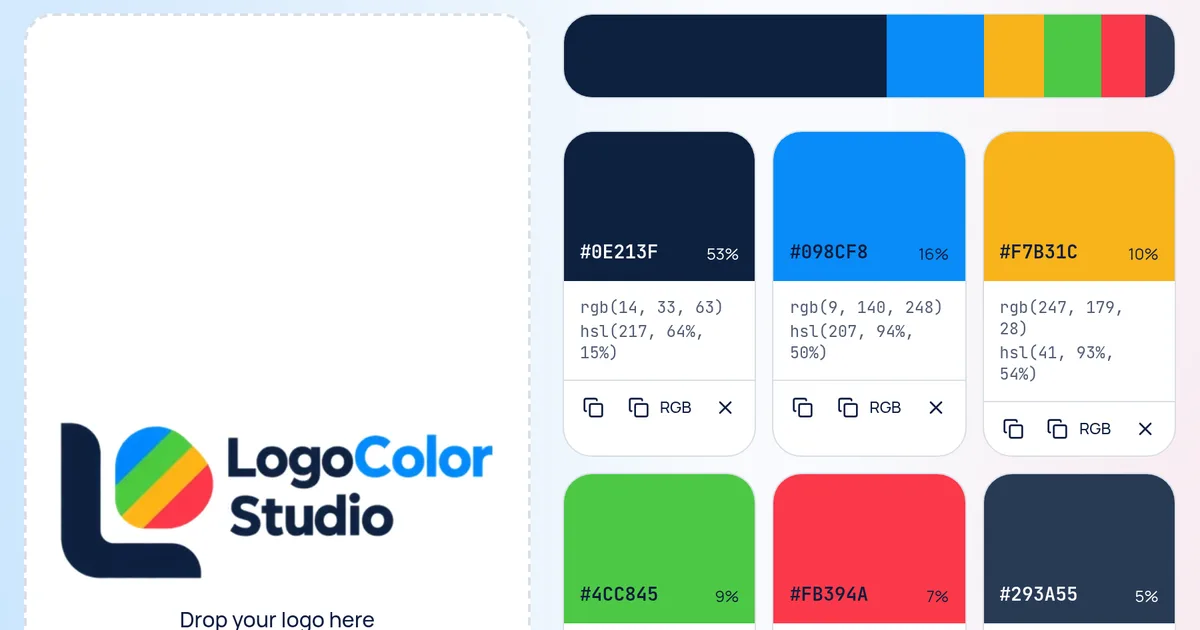 LogoColor
Studio
Drop your logo here
#0E213F 53%
rgb(14, 33, 63)
hsl(217, 64%,
15%)
RGB
#098CF8 16%
rgb(9, 140, 248)
hsl(207, 94%,
50%)
RGB
#F7B31C 10%
rgb(247, 179,
28)
hsl(41, 93%,
54%)
RGB
#4CC845 9%
#FB394A 7%
#293A55 5%